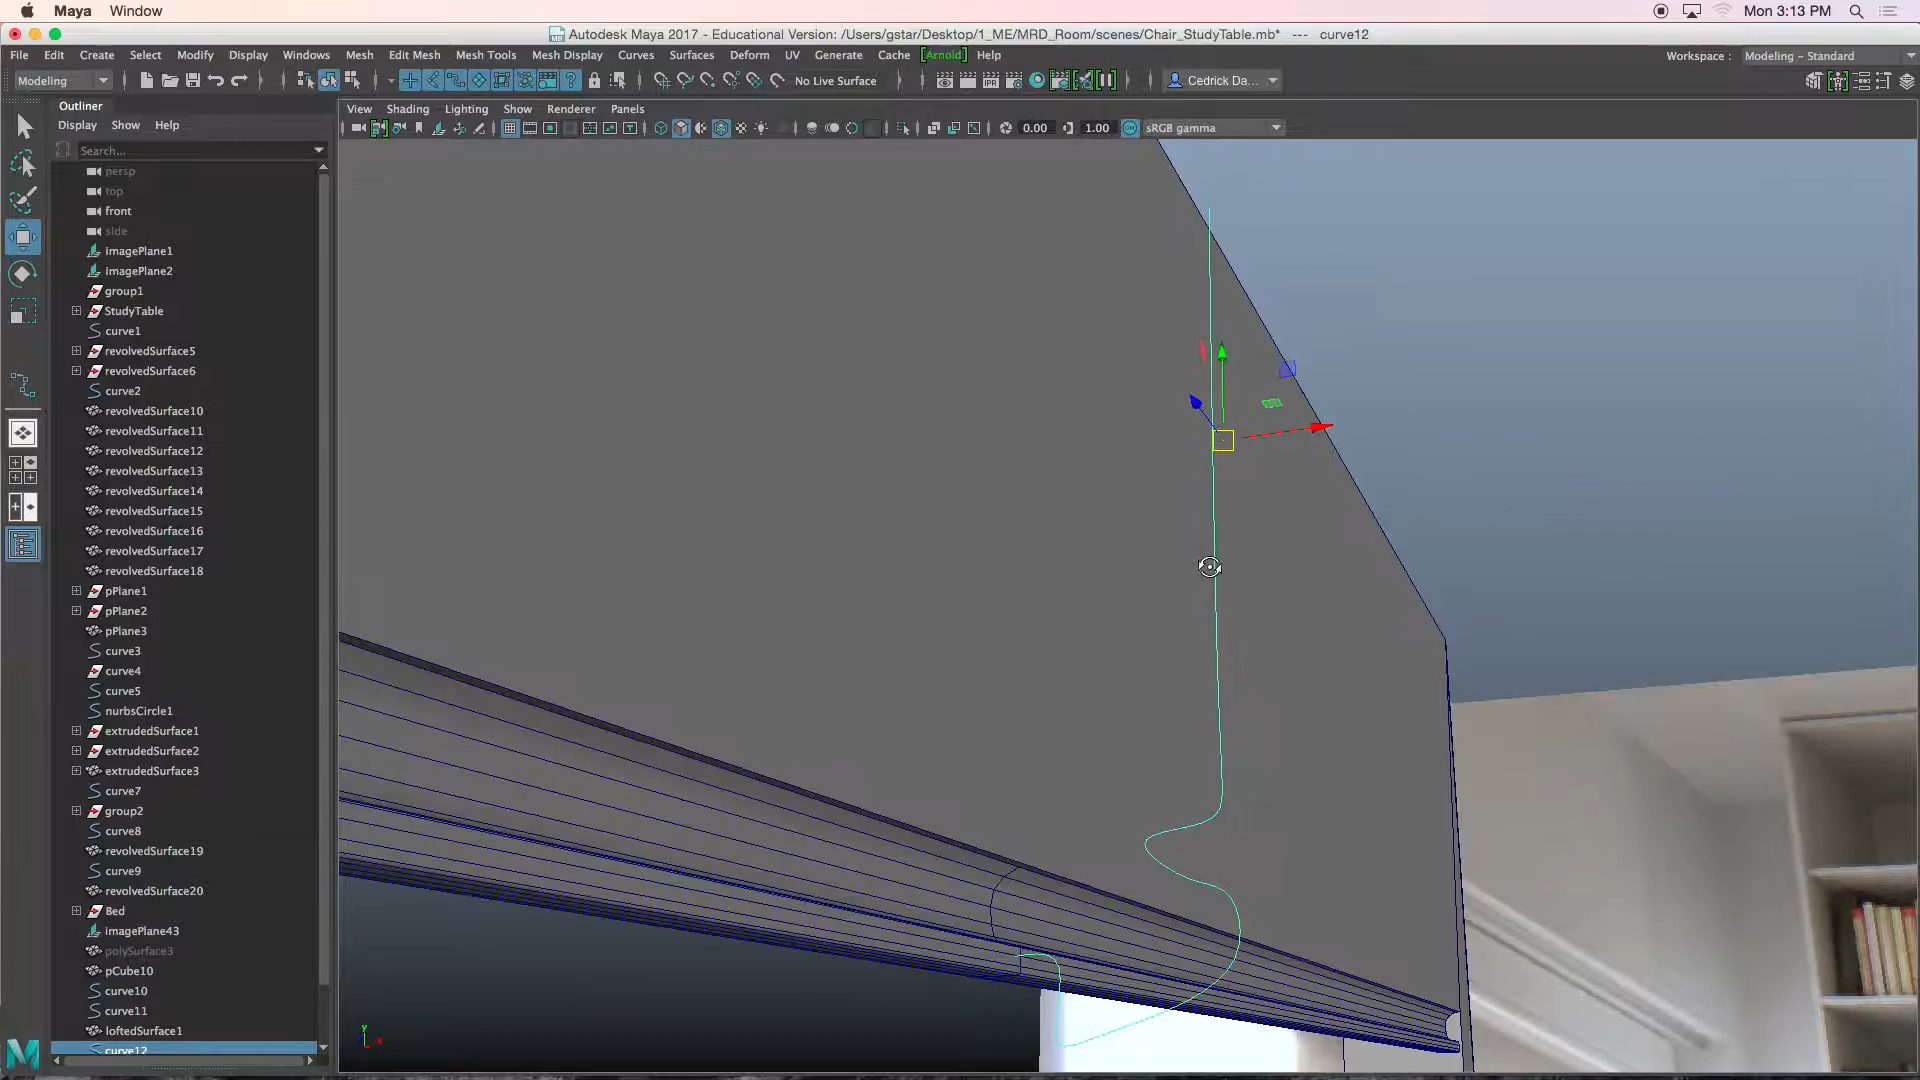 Maya Window Mon 3:13 PM
Autodesk Maya 2017 - Educational Version: /Users/gstar/Desktop/1_ME/MRD_Room/scenes/Chair_StudyTable.mb* --- curve12
File Edit Create Select Modify Display Windows Mesh Edit Mesh Mesh Tools Mesh Display Curves Surfaces Deform UV Generate Cache [Arnold] Help Workspace : Modeling - Standard
Modeling No Live Surface Cedrick Da...
Outliner
Display Show Help
Search...
View Shading Lighting Show Renderer Panels
0.00 1.00 sRGB gamma
persp
top
front
side
imagePlane1
imagePlane2
group1
StudyTable
curve1
revolvedSurface5
revolvedSurface6
curve2
revolvedSurface10
revolvedSurface11
revolvedSurface12
revolvedSurface13
revolvedSurface14
revolvedSurface15
revolvedSurface16
revolvedSurface17
revolvedSurface18
pPlane1
pPlane2
pPlane3
curve3
curve4
curve5
nurbsCircle1
extrudedSurface1
extrudedSurface2
extrudedSurface3
curve7
group2
curve8
revolvedSurface19
curve9
revolvedSurface20
Bed
imagePlane43
polySurface3
pCube10
curve10
curve11
loftedSurface1
curve12
y
x